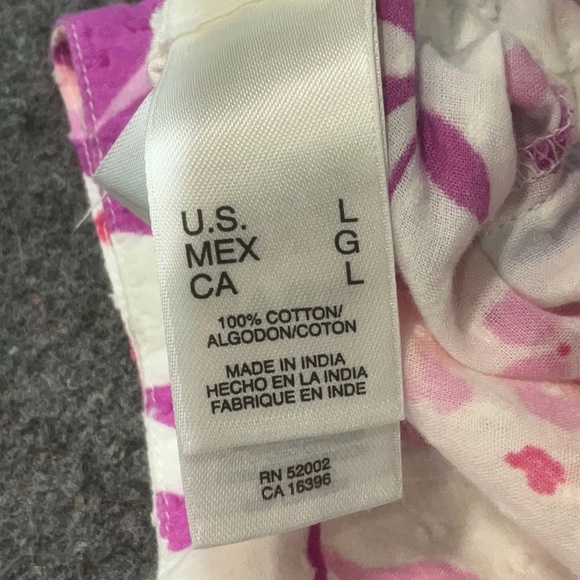 U.S. L
MEX G
CA L
100% COTTON/
ALGODON/COTON
MADE IN INDIA
HECHO EN LA INDIA
FABRIQUE EN INDE
RN 52002
CA 16396